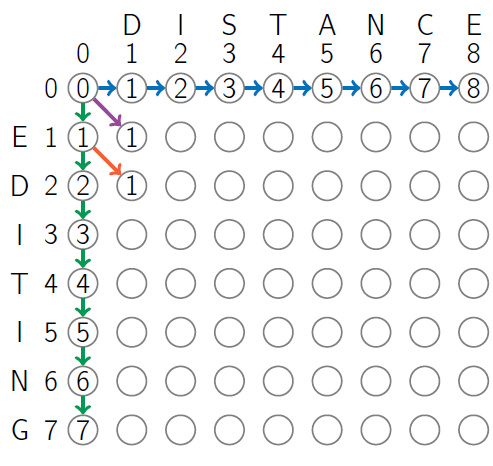 D I S T A N C E
0 1 2 3 4 5 6 7 8
0 0 1 2 3 4 5 6 7 8
E 1 1 1
D 2 2 1
I 3 3
T 4 4
I 5 5
N 6 6
G 7 7